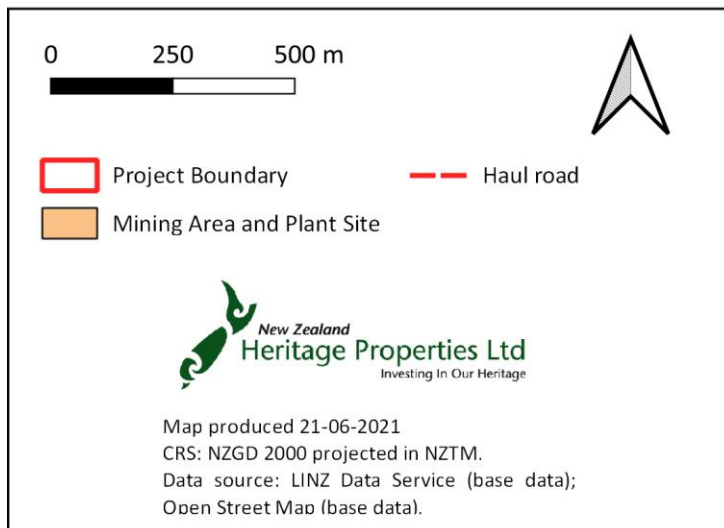 0 250 500 m
Project Boundary
Haul road
Mining Area and Plant Site
New Zealand
Heritage Properties Ltd
Investing In Our Heritage
Map produced 21-06-2021
CRS: NZGD 2000 projected in NZTM.
Data source: LINZ Data Service (base data);
Open Street Map (base data).